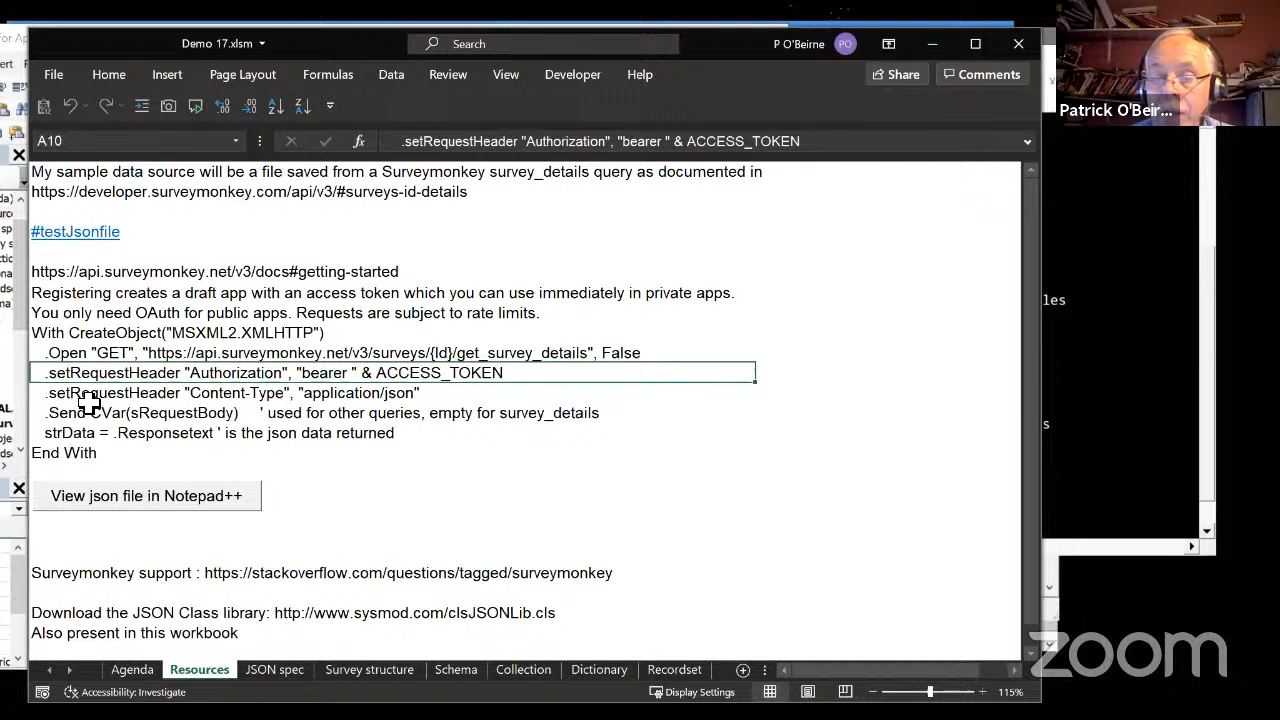 Demo 17.xlsm
Search
P O'Beirne
PO
File Home Insert Page Layout Formulas Data Review View Developer Help
Share
Comments
A10
fx
.setRequestHeader "Authorization", "bearer " & ACCESS_TOKEN
Patrick O'Beir...
My sample data source will be a file saved from a Surveymonkey survey_details query as documented in
https://developer.surveymonkey.com/api/v3/#surveys-id-details
#testJsonfile
https://api.surveymonkey.net/v3/docs#getting-started
Registering creates a draft app with an access token which you can use immediately in private apps.
You only need OAuth for public apps. Requests are subject to rate limits.
With CreateObject("MSXML2.XMLHTTP")
.Open "GET", "https://api.surveymonkey.net/v3/surveys/{Id}/get_survey_details", False
.setRequestHeader "Authorization", "bearer " & ACCESS_TOKEN
.setRequestHeader "Content-Type", "application/json"
.Send CVar(sRequestBody) ' used for other queries, empty for survey_details
strData = .Responsetext ' is the json data returned
End With
View json file in Notepad++
Surveymonkey support : https://stackoverflow.com/questions/tagged/surveymonkey
Download the JSON Class library: http://www.sysmod.com/clsJSONLib.cls
Also present in this workbook
Agenda Resources JSON spec Survey structure Schema Collection Dictionary Recordset
Accessibility: Investigate
Display Settings
115%
les
s
zoom